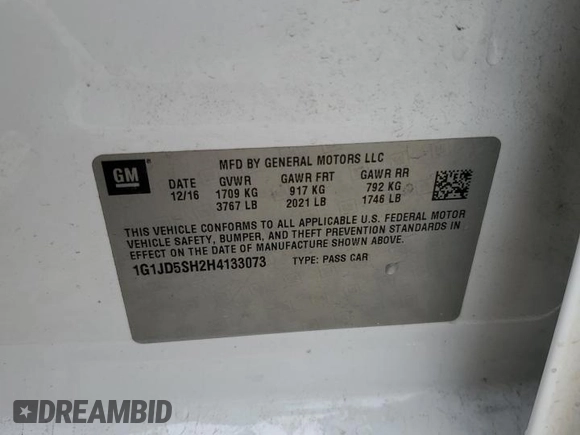 GM
MFD BY GENERAL MOTORS LLC
DATE GVWR GAWR FRT GAWR RR
12/16 1709 KG 917 KG 792 KG
3767 LB 2021 LB 1746 LB
THIS VEHICLE CONFORMS TO ALL APPLICABLE U.S. FEDERAL MOTOR
VEHICLE SAFETY, BUMPER, AND THEFT PREVENTION STANDARDS IN
EFFECT ON THE DATE OF MANUFACTURE SHOWN ABOVE.
1G1JD5SH2H4133073 TYPE: PASS CAR
DREAMBID